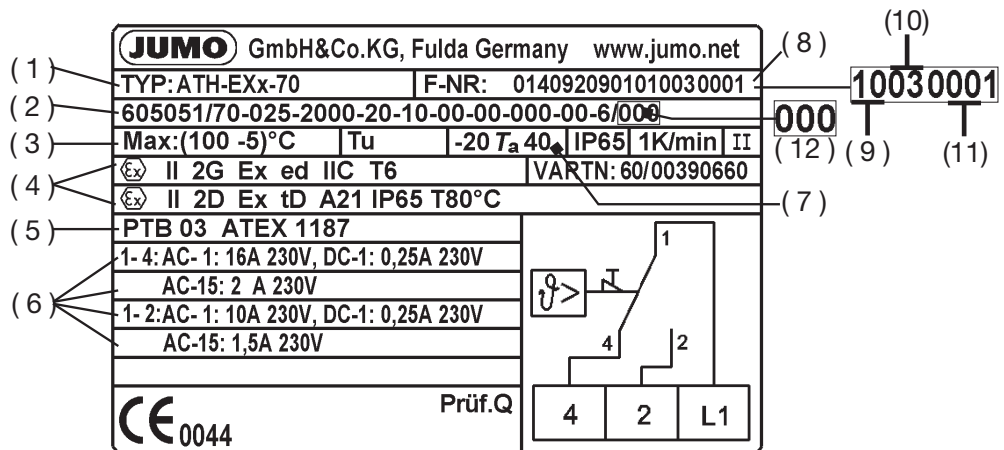 (10)
JUMO GmbH&Co.KG, Fulda Germany www.jumo.net (8)
(1) TYP:ATH-EXx-70 F-NR: 0140920901010030001 10030001
(2) 605051/70-025-2000-20-10-00-00-000-00-6/000 000
(3) Max:(100 -5)°C Tu -20 Ta 40 IP65 1K/min II (12) (9) (11)
(4) Ex II 2G Ex ed IIC T6 VARTN: 60/00390660
Ex II 2D Ex tD A21 IP65 T80°C (7)
(5) PTB 03 ATEX 1187
1-4: AC-1: 16A 230V, DC-1: 0,25A 230V 1
(6) AC-15: 2 A 230V ϑ>
1-2:AC-1: 10A 230V, DC-1: 0,25A 230V
AC-15: 1,5A 230V 4 2
CE 0044 Prüf.Q 4 2 L1